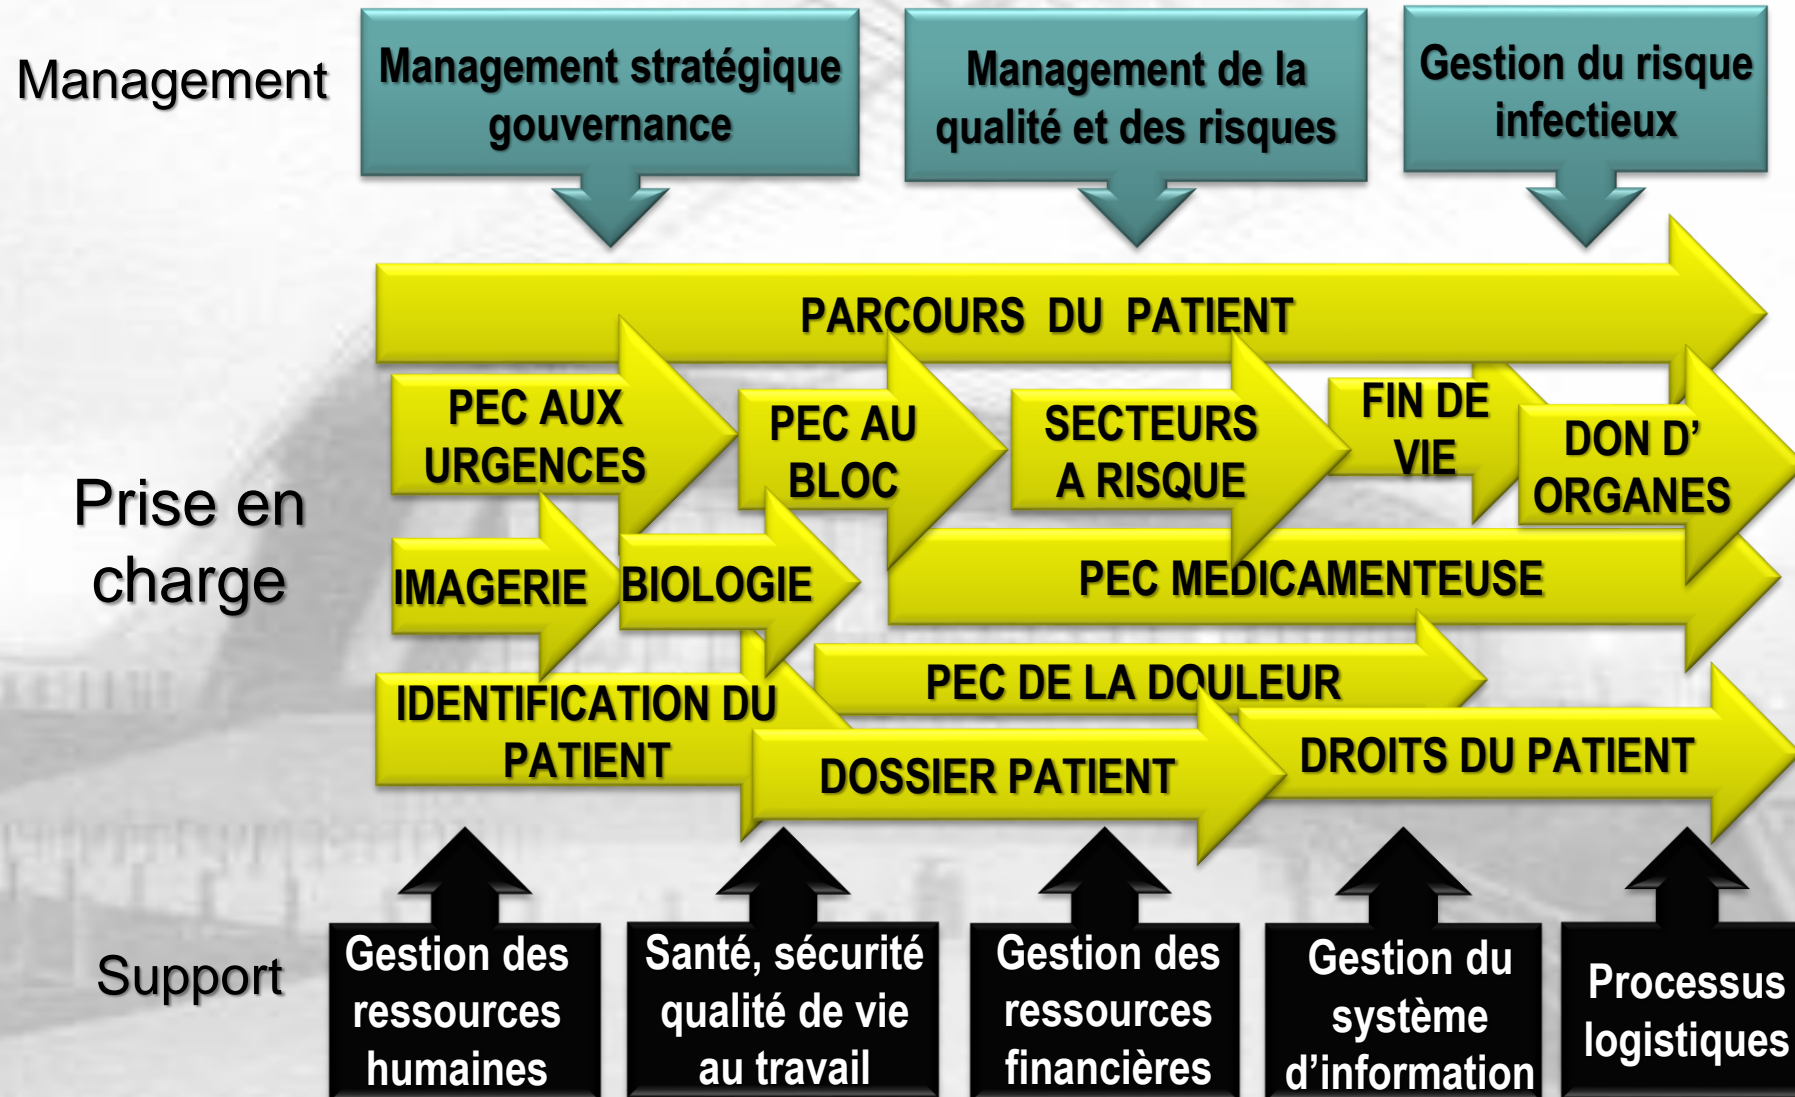 Management
Management stratégique
gouvernance
Management de la
qualité et des risques
Gestion du risque
infectieux
PARCOURS DU PATIENT
PEC AUX
URGENCES
PEC AU
BLOC
SECTEURS
A RISQUE
FIN DE
VIE
DON D’
ORGANES
Prise en
charge
IMAGERIE
BIOLOGIE
PEC MEDICAMENTEUSE
PEC DE LA DOULEUR
IDENTIFICATION DU
PATIENT
DOSSIER PATIENT
DROITS DU PATIENT
Support
Gestion des
ressources
humaines
Santé, sécurité
qualité de vie
au travail
Gestion des
ressources
financières
Gestion du
système
d’information
Processus
logistiques